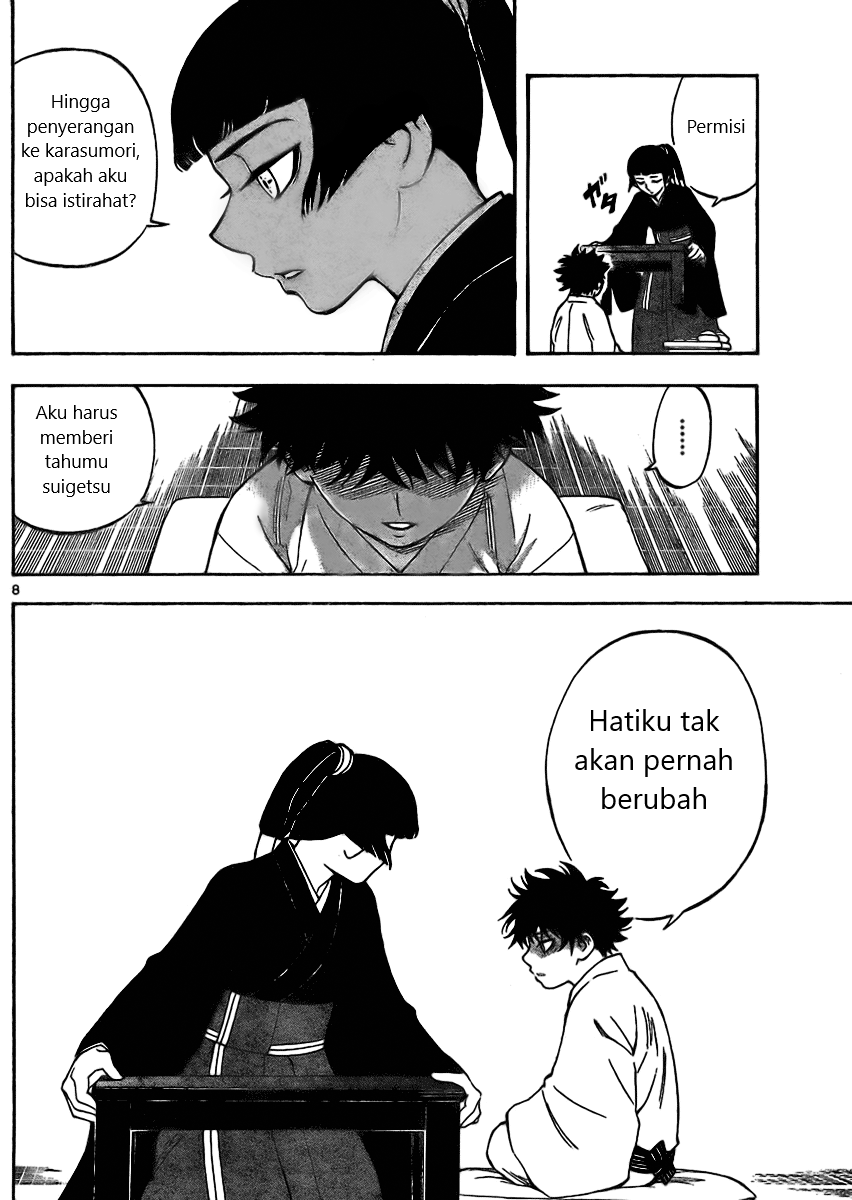 Permisi
ガタ
Hingga
penyerangan
ke karasumori,
apakah aku
bisa istirahat?
........
Aku harus
memberi
tahumu
suigetsu
8
Hatiku tak
akan pernah
berubah